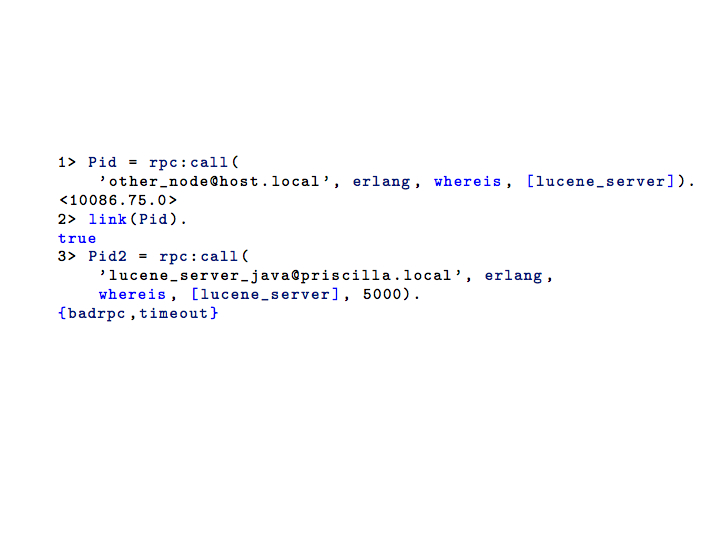 1> Pid = rpc:call(
'other_node@host.local', erlang, whereis, [lucene_server]).
<10086.75.0>
2> link(Pid).
true
3> Pid2 = rpc:call(
'lucene_server_java@priscilla.local', erlang,
whereis, [lucene_server], 5000).
{badrpc,timeout}